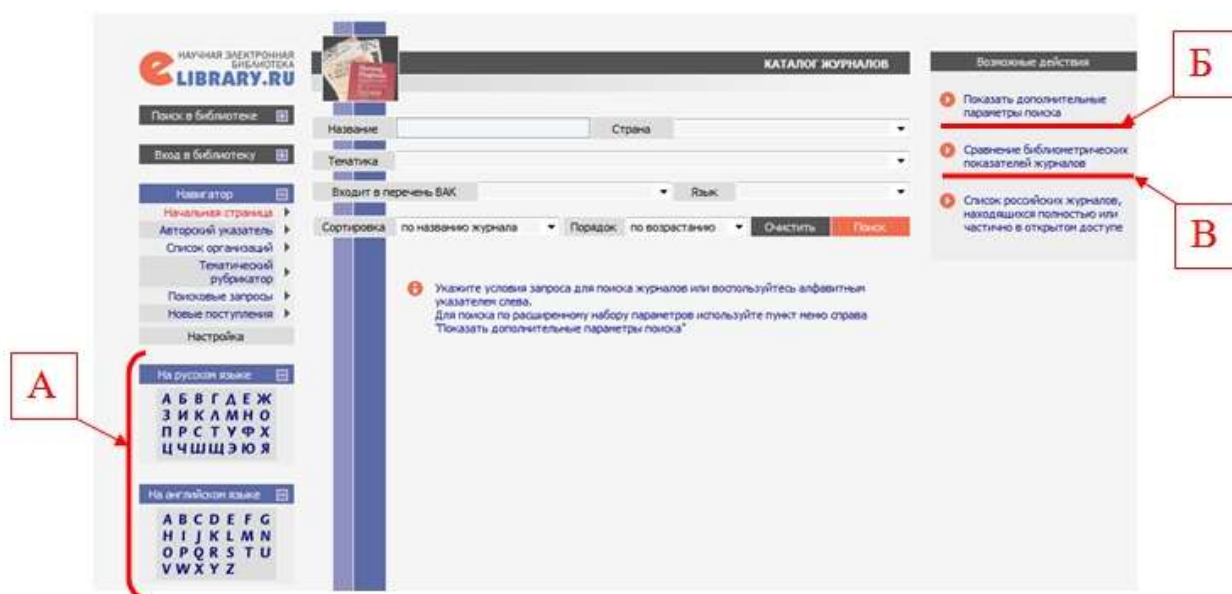 НАУЧНАЯ ЭЛЕКТРОННАЯ
БИБЛИОТЕКА
eLIBRARY.RU
Поиск в библиотеке
Вход в библиотеку
Навигатор
Начальная страница
Авторский указатель
Список организаций
Тематический
рубрикатор
Поисковые запросы
Новые поступления
Настройка
А
На русском языке
А Б В Г Д Е Ж
З И К Л М Н О
П Р С Т У Ф Х
Ц Ч Ш Щ Э Ю Я
На английском языке
A B C D E F G
H I J K L M N
O P Q R S T U
V W X Y Z
КАТАЛОГ ЖУРНАЛОВ
Название Страна
Тематика
Входит в перечень ВАК Язык
Сортировка по названию журнала Порядок по возрастанию Очистить Поиск
Укажите условия запроса для поиска журналов или воспользуйтесь алфавитным
указателем слева.
Для поиска по расширенному набору параметров используйте пункт меню справа
"Показать дополнительные параметры поиска"
Возможные действия
Показать дополнительные
параметры поиска
Сравнение библиометрических
показателей журналов
Список российских журналов,
находящихся полностью или
частично в открытом доступе
Б
В